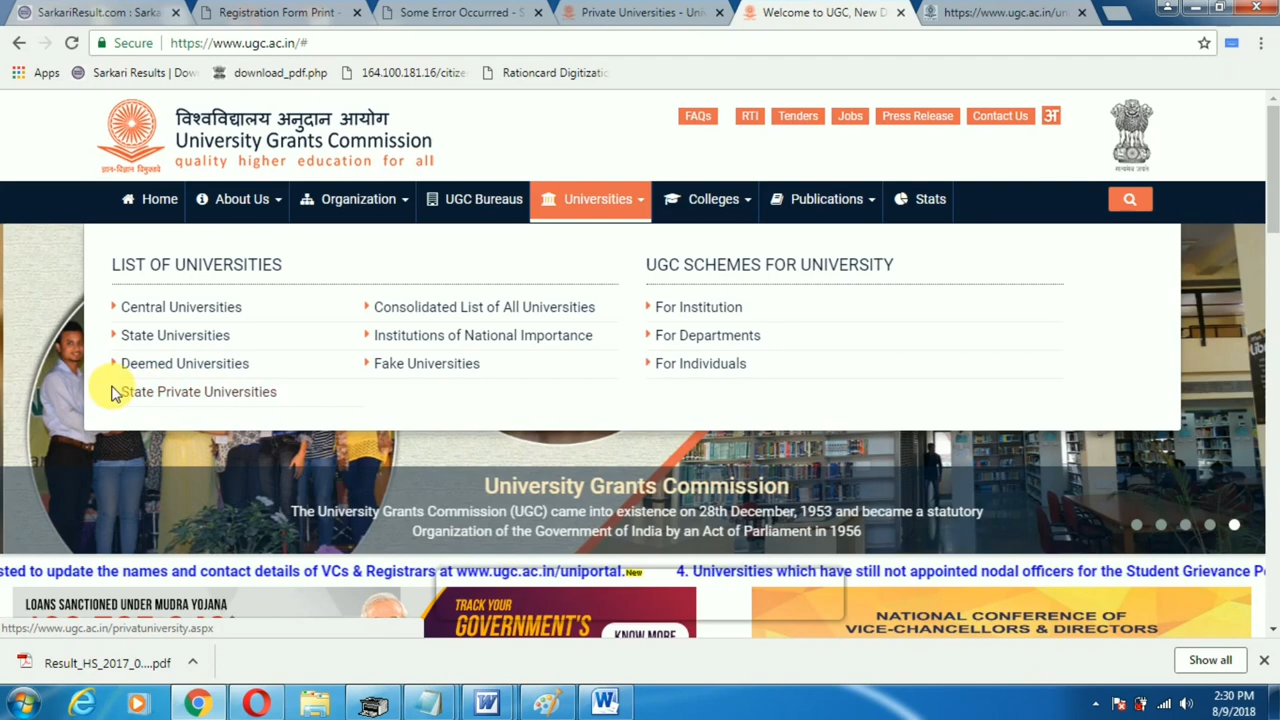 SarkariResult.com : Sarka
Registration Form Print -
Some Error Occurrred - S
Private Universities - Uni
Welcome to UGC, New D
https://www.ugc.ac.in/un
Secure
https://www.ugc.ac.in/#
Apps
Sarkari Results | Dow
download_pdf.php
164.100.181.16/citize
Rationcard Digitizatio
विश्वविद्यालय अनुदान आयोग
University Grants Commission
quality higher education for all
ज्ञान-विज्ञान विमुक्तये
FAQs
RTI
Tenders
Jobs
Press Release
Contact Us
अ
सत्यमेव जयते
Home
About Us
Organization
UGC Bureaus
Universities
Colleges
Publications
Stats
LIST OF UNIVERSITIES
Central Universities
State Universities
Deemed Universities
State Private Universities
Consolidated List of All Universities
Institutions of National Importance
Fake Universities
UGC SCHEMES FOR UNIVERSITY
For Institution
For Departments
For Individuals
University Grants Commission
The University Grants Commission (UGC) came into existence on 28th December, 1953 and became a statutory
Organization of the Government of India by an Act of Parliament in 1956
sted to update the names and contact details of VCs & Registrars at www.ugc.ac.in/uniportal. New 4. Universities which have still not appointed nodal officers for the Student Grievance Po
LOANS SANCTIONED UNDER MUDRA YOJANA
TRACK YOUR
GOVERNMENT'S
KNOW MORE
NATIONAL CONFERENCE OF
VICE-CHANCELLORS & DIRECTORS
https://www.ugc.ac.in/privatuniversity.aspx
Result_HS_2017_0....pdf
Show all
2:30 PM
8/9/2018